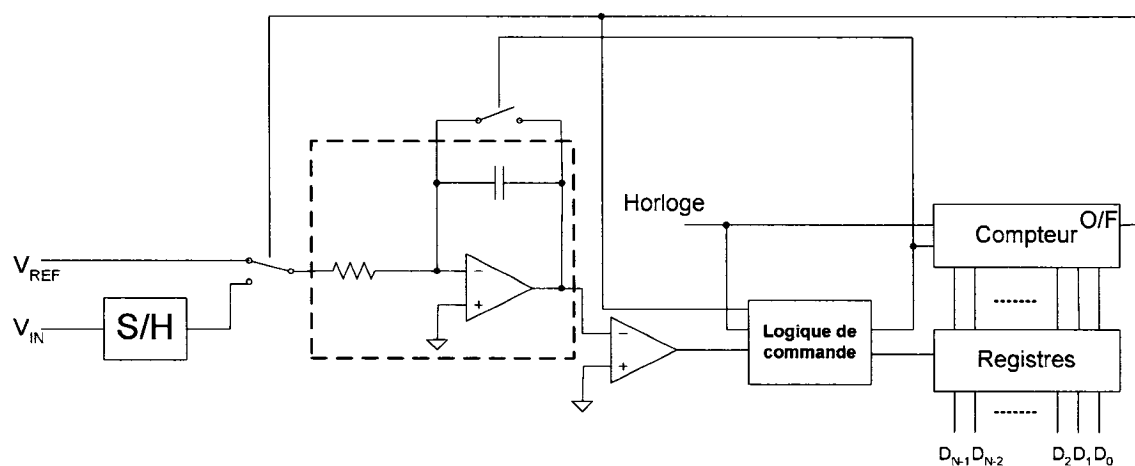 Horloge
O/F
Compteur
V_REF
V_IN
S/H
Logique de
commande
Registres
D_N-1 D_N-2 D_2 D_1 D_0